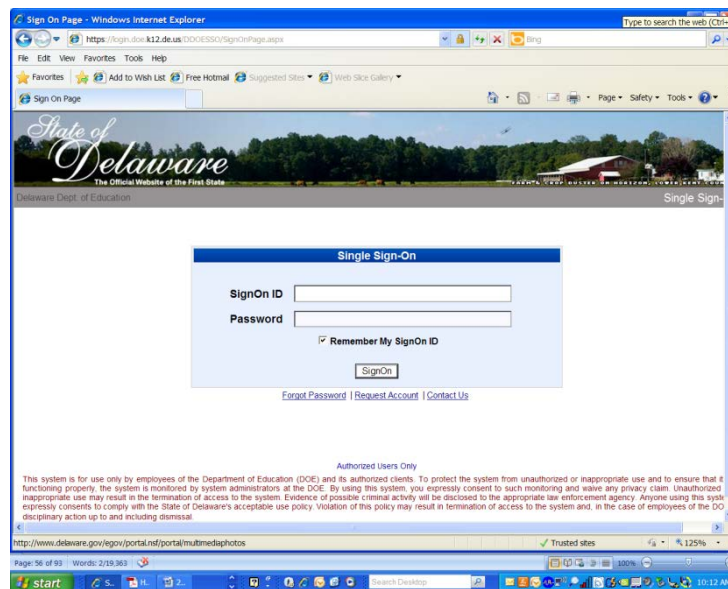 Sign On Page - Windows Internet Explorer
Type to search the web (Ctrl+
https://login.doe.k12.de.us/DDOESSO/SignOnPage.aspx
Bing
File Edit View Favorites Tools Help
Favorites Add to Wish List Free Hotmail Suggested Sites Web Slice Gallery
Sign On Page
Page Safety Tools
State of
Delaware
The Official Website of the First State
FARM & CROP DUSTER ON HORIZON, LOWER KENT COUN
Delaware Dept. of Education
Single Sign-
Single Sign-On
SignOn ID
Password
Remember My SignOn ID
SignOn
Forgot Password | Request Account | Contact Us
Authorized Users Only
This system is for use only by employees of the Department of Education (DOE) and its authorized clients. To protect the system from unauthorized or inappropriate use and to ensure that it
functioning properly, the system is monitored by system administrators at the DOE. By using this system, you expressly consent to such monitoring and waive any privacy claim. Unauthorized
inappropriate use may result in the termination of access to the system. Evidence of possible criminal activity will be disclosed to the appropriate law enforcement agency. Anyone using this syste
expressly consents to comply with the State of Delaware's acceptable use policy. Violation of this policy may result in termination of access to the system and, in the case of employees of the DO
disciplinary action up to and including dismissal.
http://www.delaware.gov/egov/portal.nsf/portal/multimediaphotos
Trusted sites
125%
Page: 56 of 93 Words: 2/19,363
100%
start
S..
H..
2..
Search Desktop
10:12 AM